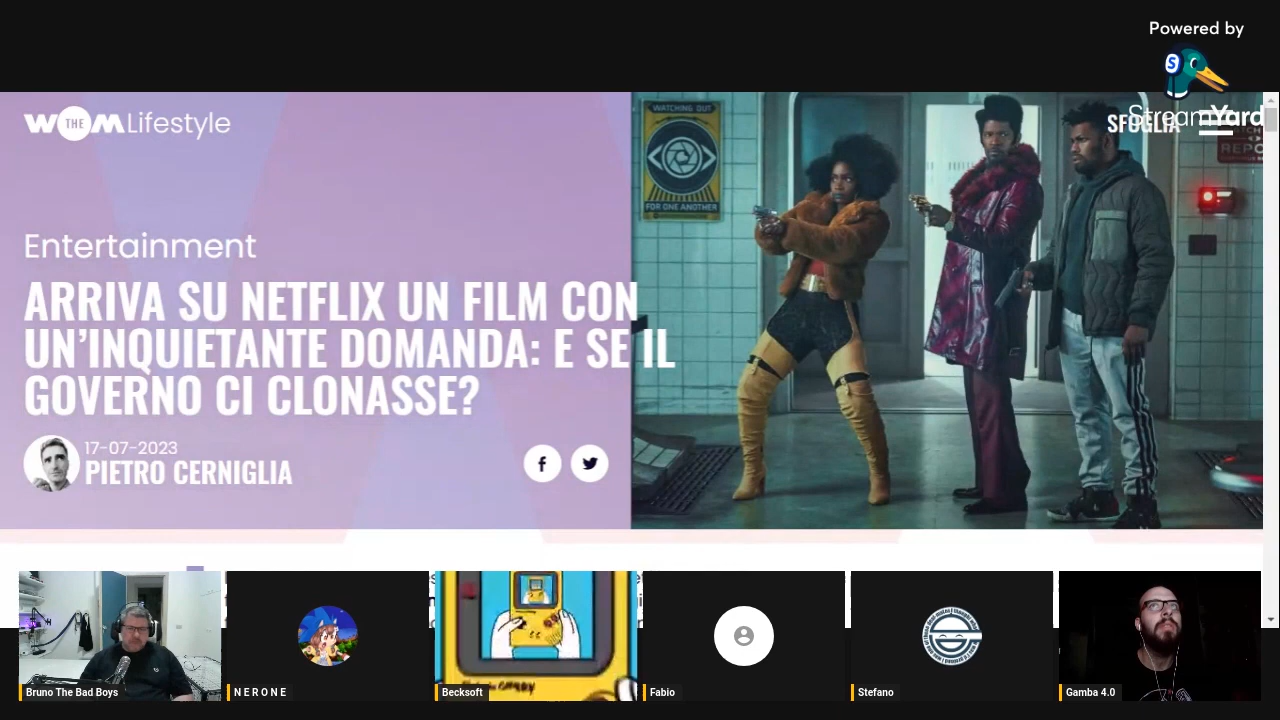 Powered by
StreamYard
THE WOM Lifestyle
SFOGLIA
WATCHING OUT
FOR ONE ANOTHER
Entertainment
ARRIVA SU NETFLIX UN FILM CON
UN'INQUIETANTE DOMANDA: E SE IL
GOVERNO CI CLONASSE?
17-07-2023
PIETRO CERNIGLIA
Bruno The Bad Boys
N E R O N E
Becksoft
Fabio
Stefano
Gamba 4.0